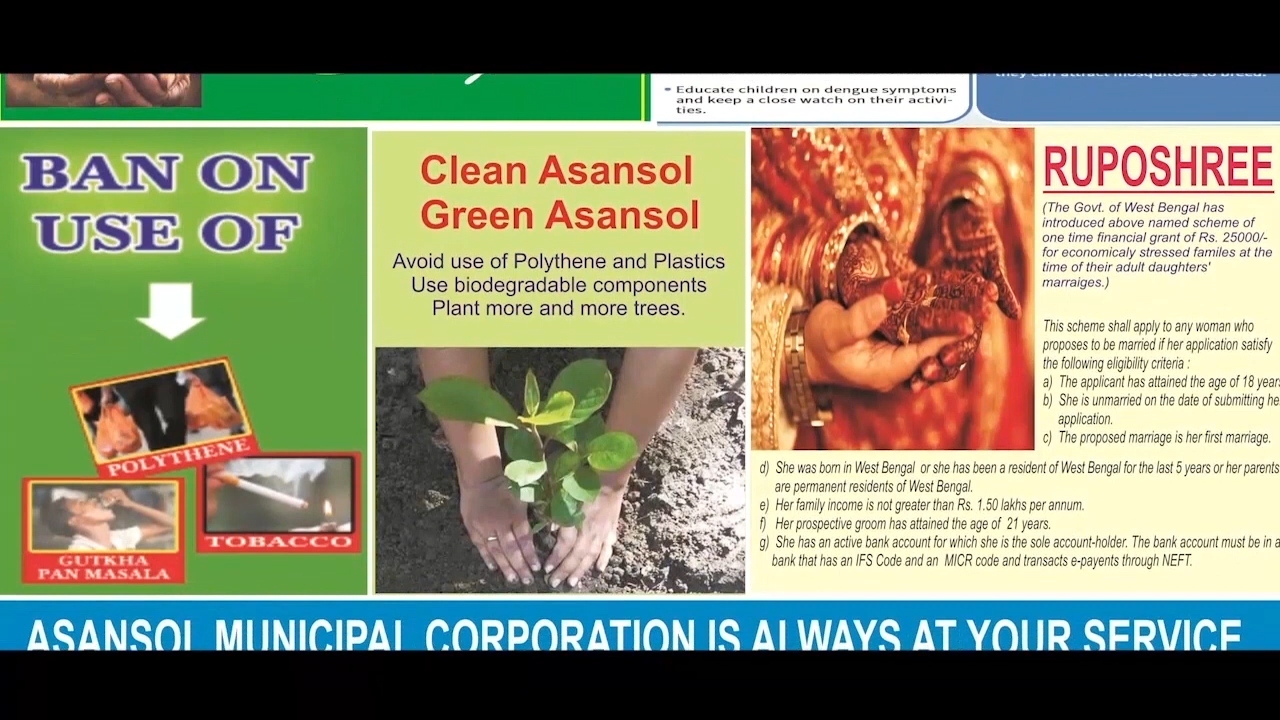 they can attract mosquitoes to breed.
• Educate children on dengue symptoms
and keep a close watch on their activi-
ties.
BAN ON
USE OF
POLYTHENE
TOBACCO
GUTKHA
PAN MASALA
Clean Asansol
Green Asansol
Avoid use of Polythene and Plastics
Use biodegradable components
Plant more and more trees.
RUPOSHREE
(The Govt. of West Bengal has
introduced above named scheme of
one time financial grant of Rs. 25000/-
for economicaly stressed familes at the
time of their adult daughters'
marraiges.)
This scheme shall apply to any woman who
proposes to be married if her application satisfy
the following eligibility criteria :
a) The applicant has attained the age of 18 years
b) She is unmarried on the date of submitting he
application.
c) The proposed marriage is her first marriage.
d) She was born in West Bengal or she has been a resident of West Bengal for the last 5 years or her parents
are permanent residents of West Bengal.
e) Her family income is not greater than Rs. 1.50 lakhs per annum.
f) Her prospective groom has attained the age of 21 years.
g) She has an active bank account for which she is the sole account-holder. The bank account must be in a
bank that has an IFS Code and an MICR code and transacts e-payents through NEFT.
ASANSOL MUNICIPAL CORPORATION IS ALWAYS AT YOUR SERVICE